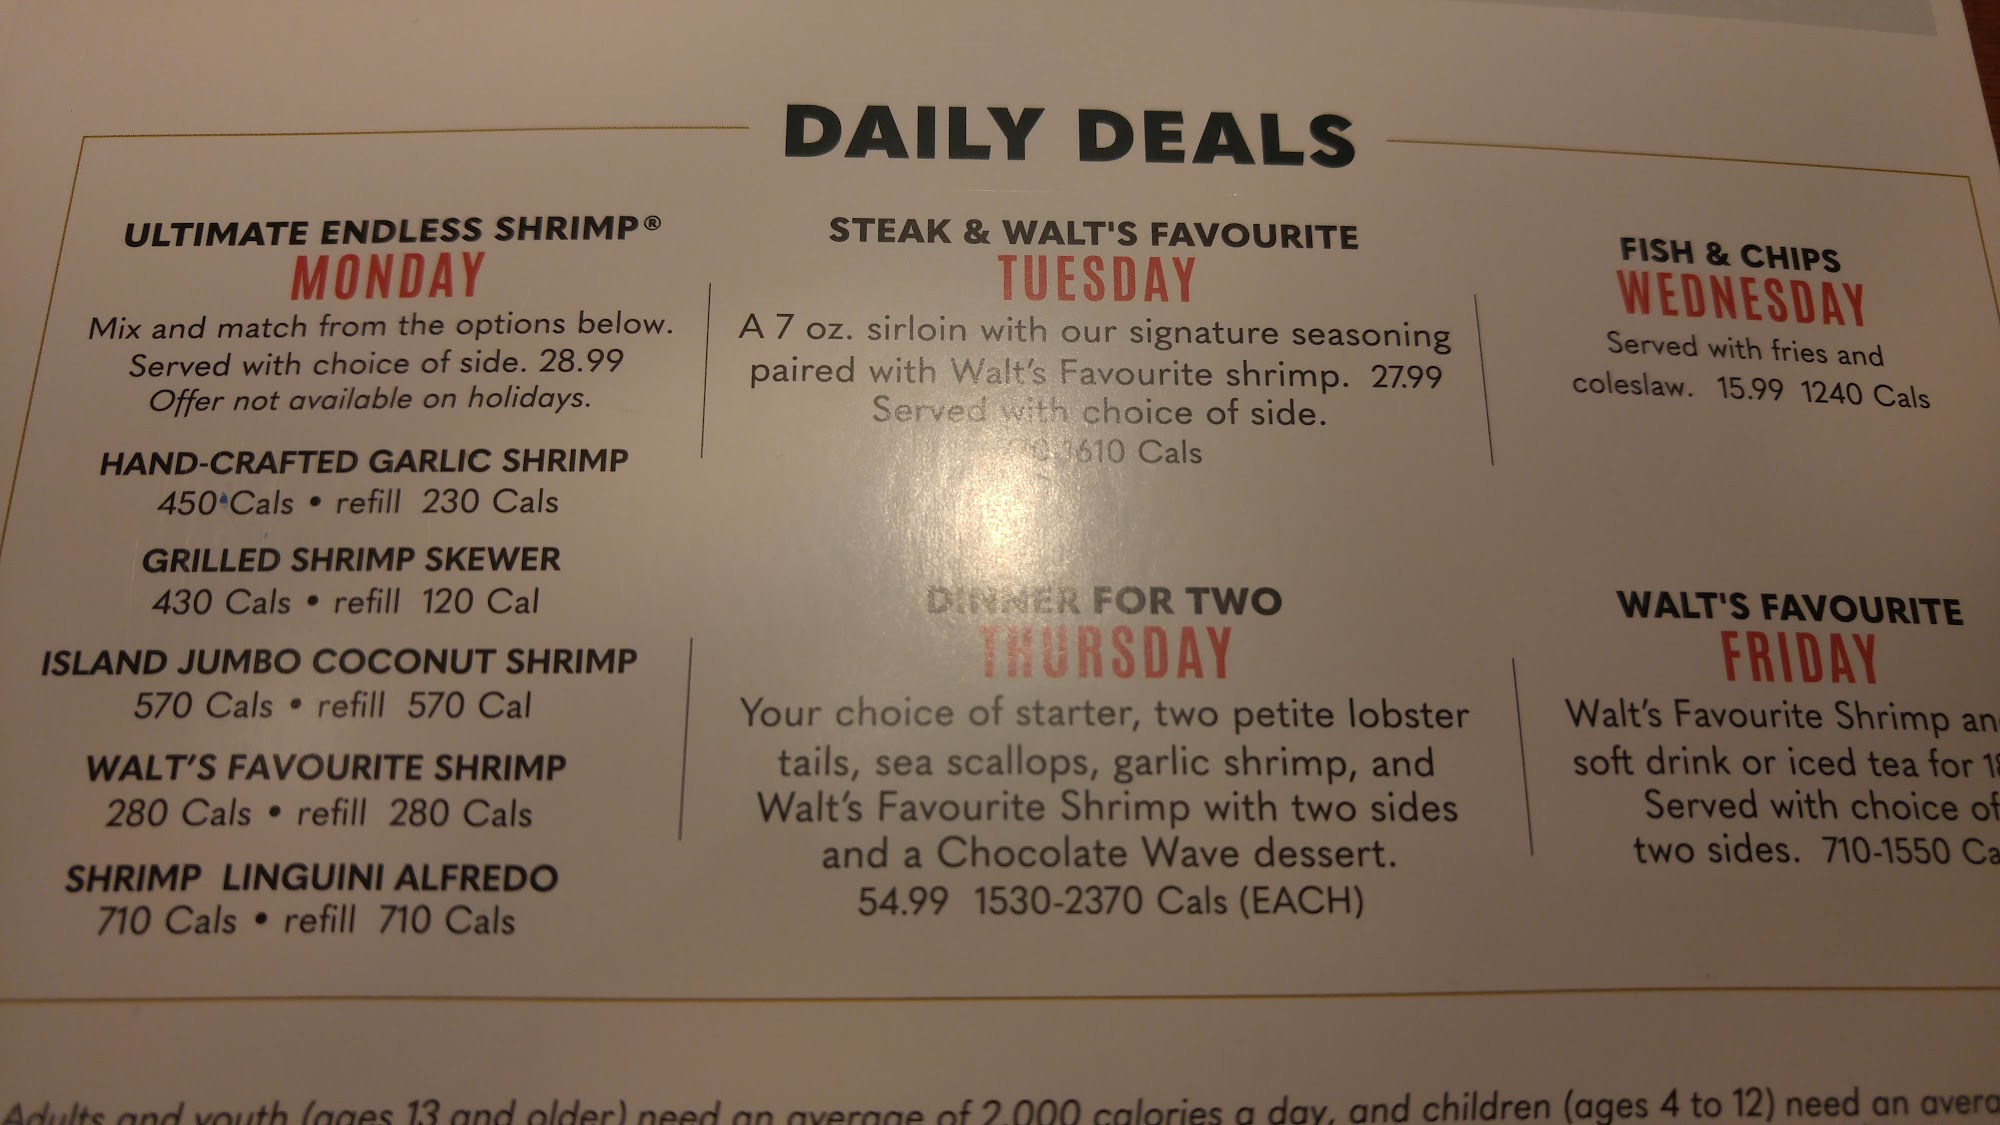 DAILY DEALS
ULTIMATE ENDLESS SHRIMP®
MONDAY
Mix and match from the options below.
Served with choice of side. 28.99
Offer not available on holidays.
HAND-CRAFTED GARLIC SHRIMP
450 Cals • refill 230 Cals
GRILLED SHRIMP SKEWER
430 Cals • refill 120 Cal
ISLAND JUMBO COCONUT SHRIMP
570 Cals • refill 570 Cal
WALT'S FAVOURITE SHRIMP
280 Cals • refill 280 Cals
SHRIMP LINGUINI ALFREDO
710 Cals • refill 710 Cals
STEAK & WALT'S FAVOURITE
TUESDAY
A 7 oz. sirloin with our signature seasoning
paired with Walt's Favourite shrimp. 27.99
Served with choice of side.
Cals
FISH & CHIPS
WEDNESDAY
Served with fries and
coleslaw. 15.99 1240 Cals
DINNER FOR TWO
THURSDAY
Your choice of starter, two petite lobster
tails, sea scallops, garlic shrimp, and
Walt's Favourite Shrimp with two sides
and a Chocolate Wave dessert.
54.99 1530-2370 Cals (EACH)
WALT'S FAVOURITE
FRIDAY
Walt's Favourite Shrimp
soft drink or iced tea for
Served with choice of
two sides. 710-1550
Adults and youth (ages 13 and older) need an average of 2,000 calories a day, and children (ages 4 to 12) need an